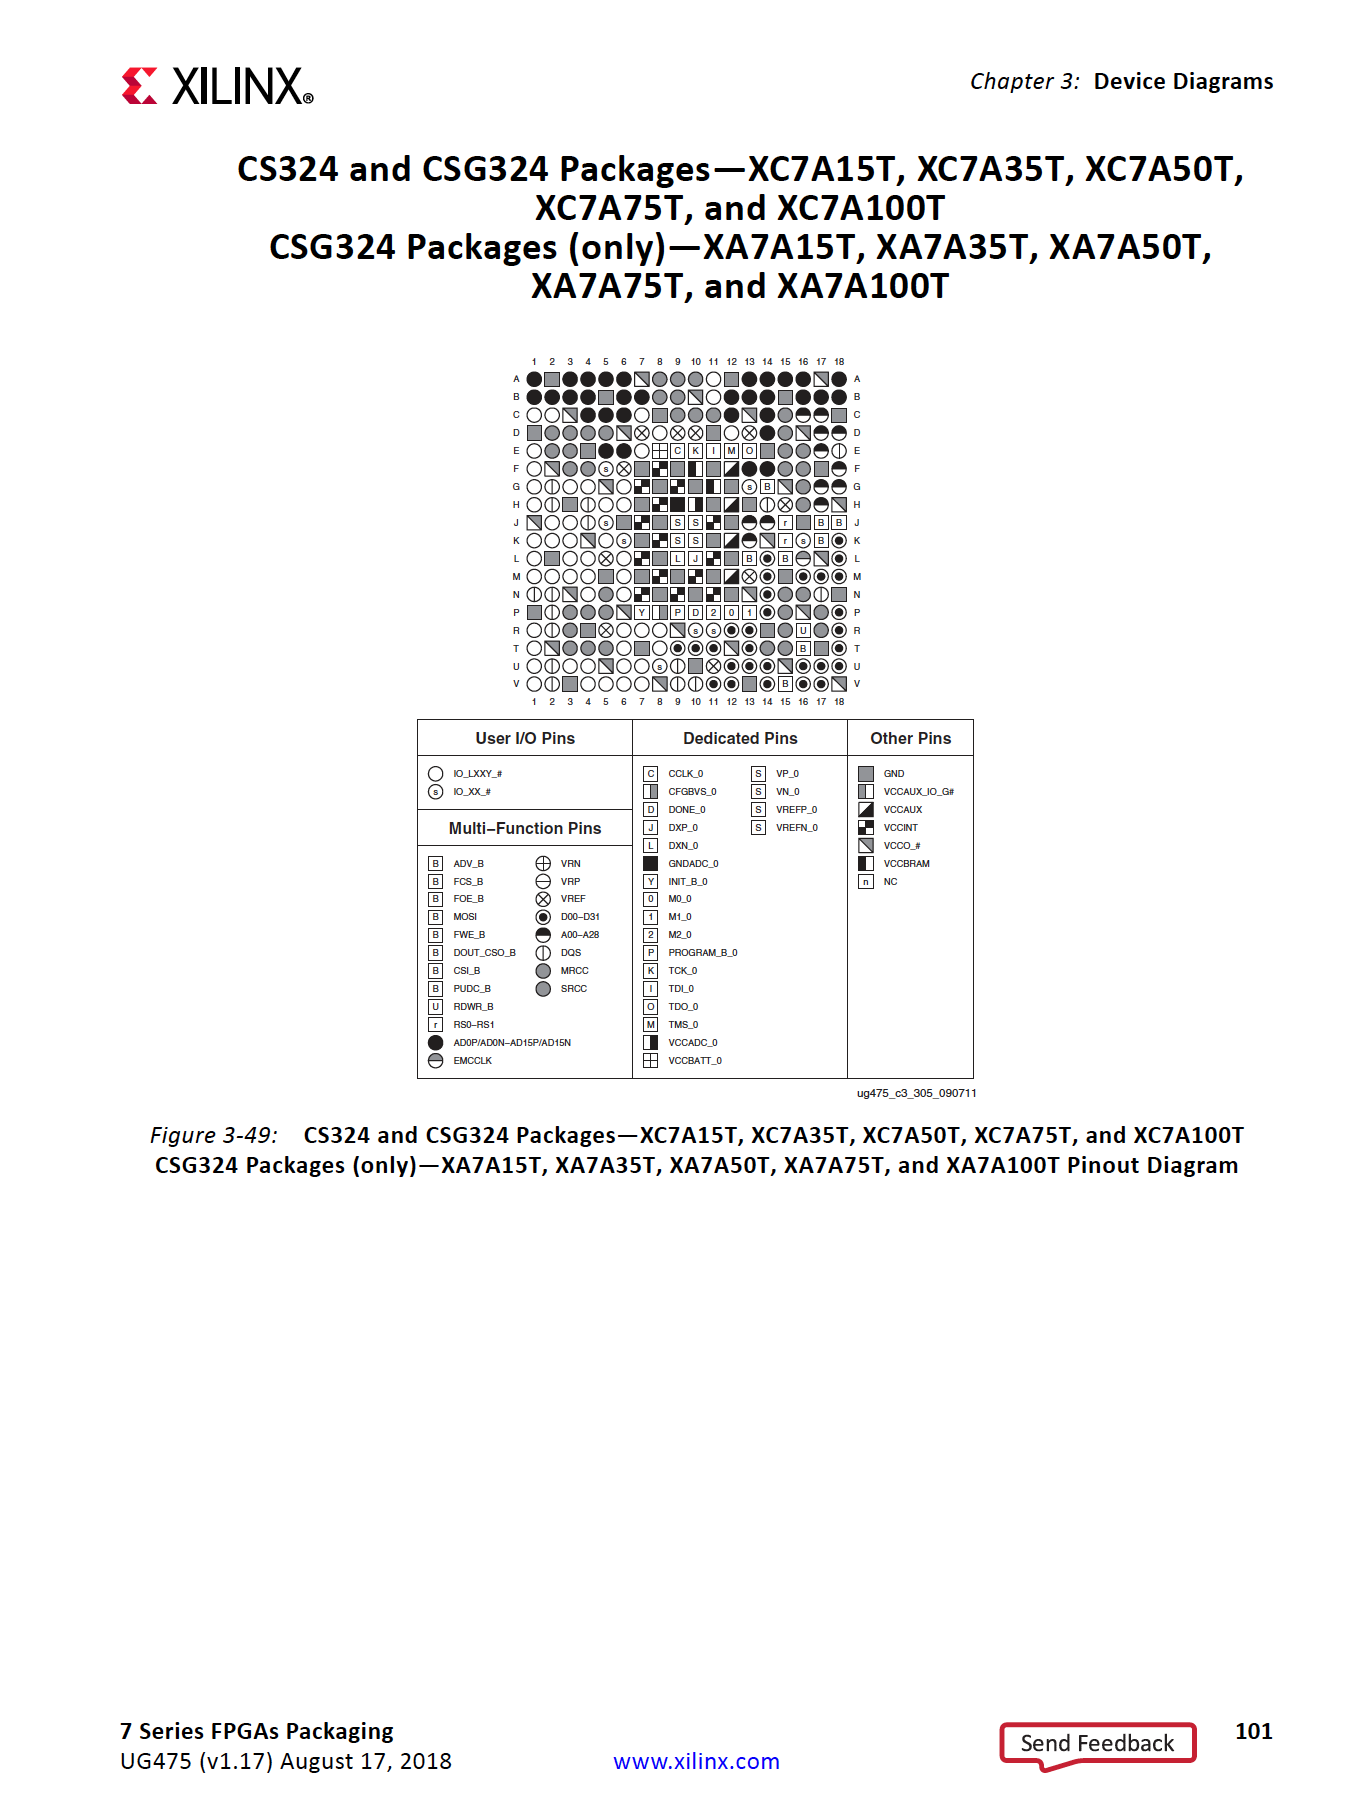 XILINX®
Chapter 3: Device Diagrams
CS324 and CSG324 Packages—XC7A15T, XC7A35T, XC7A50T,
XC7A75T, and XC7A100T
CSG324 Packages (only)—XA7A15T, XA7A35T, XA7A50T,
XA7A75T, and XA7A100T
1 2 3 4 5 6 7 8 9 10 11 12 13 14 15 16 17 18
A A
B B
C C
D D
E C K I M O E
F s F
G s B G
H H
J s S S r B B J
K s S S r s B K
L L J B B L
M M
N N
P Y P D 2 0 1 P
R s s U R
T B T
U s U
V B V
1 2 3 4 5 6 7 8 9 10 11 12 13 14 15 16 17 18
User I/O Pins
IO_LXXY_#
s IO_XX_#
Multi–Function Pins
B ADV_B
B FCS_B
B FOE_B
B MOSI
B FWE_B
B DOUT_CSO_B
B CSI_B
B PUDC_B
U RDWR_B
r RS0–RS1
AD0P/AD0N–AD15P/AD15N
EMCCLK
VRN
VRP
VREF
D00–D31
A00–A28
DQS
MRCC
SRCC
Dedicated Pins
C CCLK_0
CFGBVS_0
D DONE_0
J DXP_0
L DXN_0
GNDADC_0
Y INIT_B_0
0 M0_0
1 M1_0
2 M2_0
P PROGRAM_B_0
K TCK_0
I TDI_0
O TDO_0
M TMS_0
VCCADC_0
VCCBATT_0
S VP_0
S VN_0
S VREFP_0
S VREFN_0
Other Pins
GND
VCCAUX_IO_G#
VCCAUX
VCCINT
VCCO_#
VCCBRAM
n NC
ug475_c3_305_090711
Figure 3-49: CS324 and CSG324 Packages—XC7A15T, XC7A35T, XC7A50T, XC7A75T, and XC7A100T
CSG324 Packages (only)—XA7A15T, XA7A35T, XA7A50T, XA7A75T, and XA7A100T Pinout Diagram
7 Series FPGAs Packaging
UG475 (v1.17) August 17, 2018
www.xilinx.com
Send Feedback
101